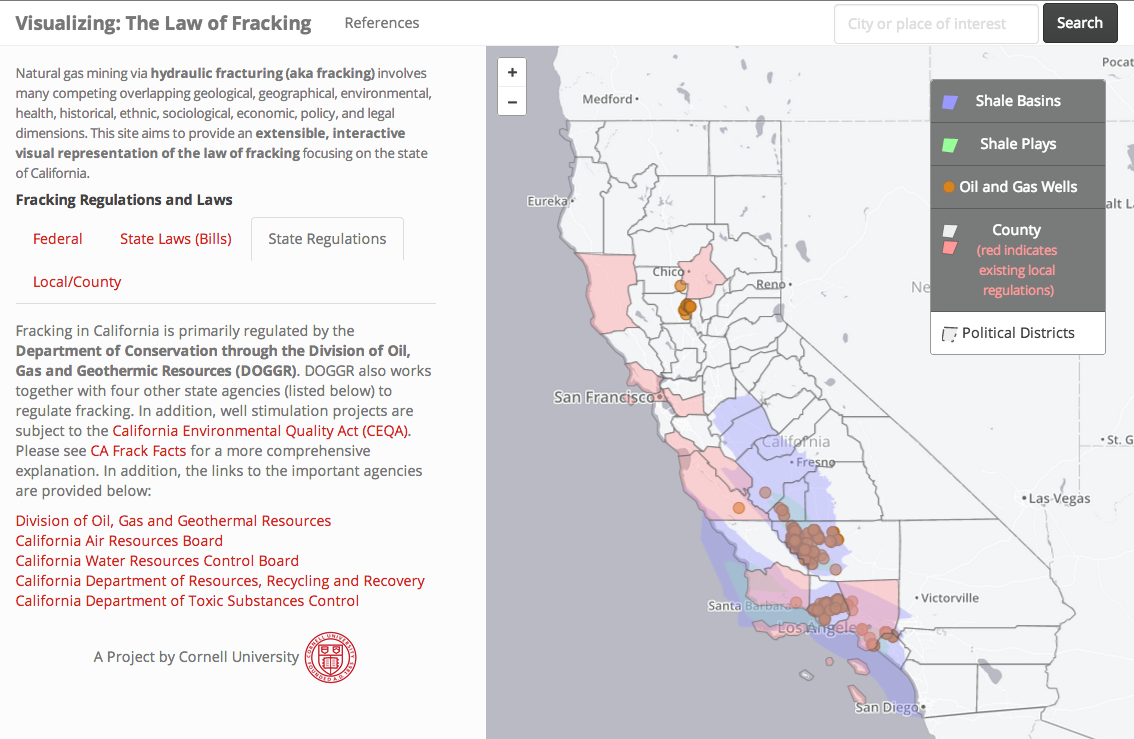 Visualizing: The Law of Fracking
References
City or place of interest
Search
Natural gas mining via hydraulic fracturing (aka fracking) involves
many competing overlapping geological, geographical, environmental,
health, historical, ethnic, sociological, economic, policy, and legal
dimensions. This site aims to provide an extensible, interactive
visual representation of the law of fracking focusing on the state
of California.
Fracking Regulations and Laws
Federal
State Laws (Bills)
State Regulations
Local/County
Fracking in California is primarily regulated by the
Department of Conservation through the Division of Oil,
Gas and Geothermic Resources (DOGGR). DOGGR also works
together with four other state agencies (listed below) to
regulate fracking. In addition, well stimulation projects are
subject to the California Environmental Quality Act (CEQA).
Please see CA Frack Facts for a more comprehensive
explanation. In addition, the links to the important agencies
are provided below:
Division of Oil, Gas and Geothermal Resources
California Air Resources Board
California Water Resources Control Board
California Department of Resources, Recycling and Recovery
California Department of Toxic Substances Control
A Project by Cornell University
+
−
Pocat
Medford
Shale Basins
Shale Plays
Oil and Gas Wells
County
(red indicates
existing local
regulations)
Political Districts
Eureka
alt L
Chico
Reno
Ne
San Francisco
California
St. G
Fresno
Las Vegas
Victorville
Santa Barbara
Los Angeles
San Diego